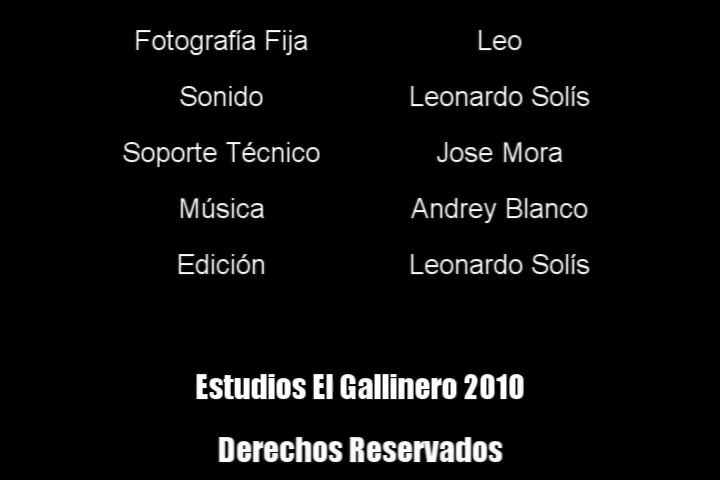 Fotografía Fija Leo
Sonido Leonardo Solís
Soporte Técnico Jose Mora
Música Andrey Blanco
Edición Leonardo Solís
Estudios El Gallinero 2010
Derechos Reservados